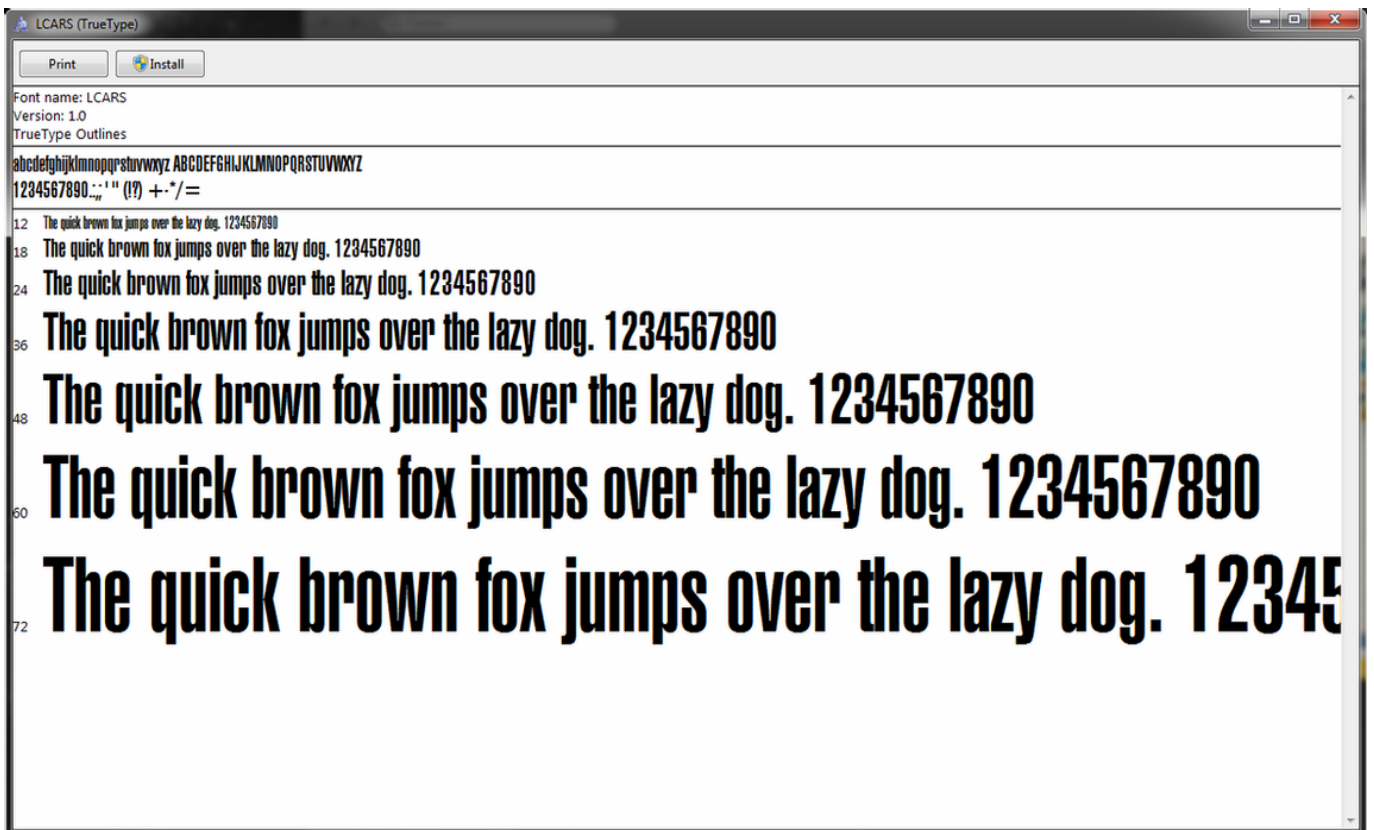 LCARS (TrueType)
Print Install
Font name: LCARS
Version: 1.0
TrueType Outlines
abcdefghijklmnopqrstuvwxyz ABCDEFGHIJKLMNOPQRSTUVWXYZ
1234567890.:,; ' " (!?) +-*/=
12 The quick brown fox jumps over the lazy dog. 1234567890
18 The quick brown fox jumps over the lazy dog. 1234567890
24 The quick brown fox jumps over the lazy dog. 1234567890
36 The quick brown fox jumps over the lazy dog. 1234567890
48 The quick brown fox jumps over the lazy dog. 1234567890
60 The quick brown fox jumps over the lazy dog. 1234567890
72 The quick brown fox jumps over the lazy dog. 12345